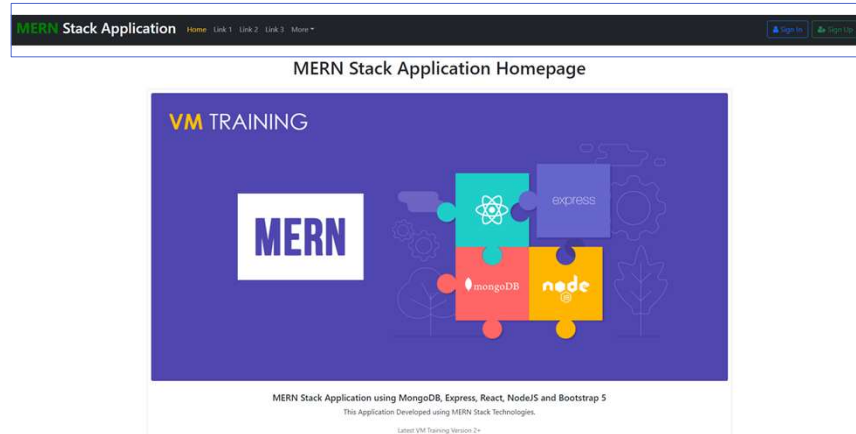 MERN Stack Application Home Link 1 Link 2 Link 3 More Sign In Sign Up
MERN Stack Application Homepage
VM TRAINING
express
MERN
mongoDB
node
JS
MERN Stack Application using MongoDB, Express, React, NodeJS and Bootstrap 5
This Application Developed using MERN Stack Technologies.
Latest VM Training Version 2+